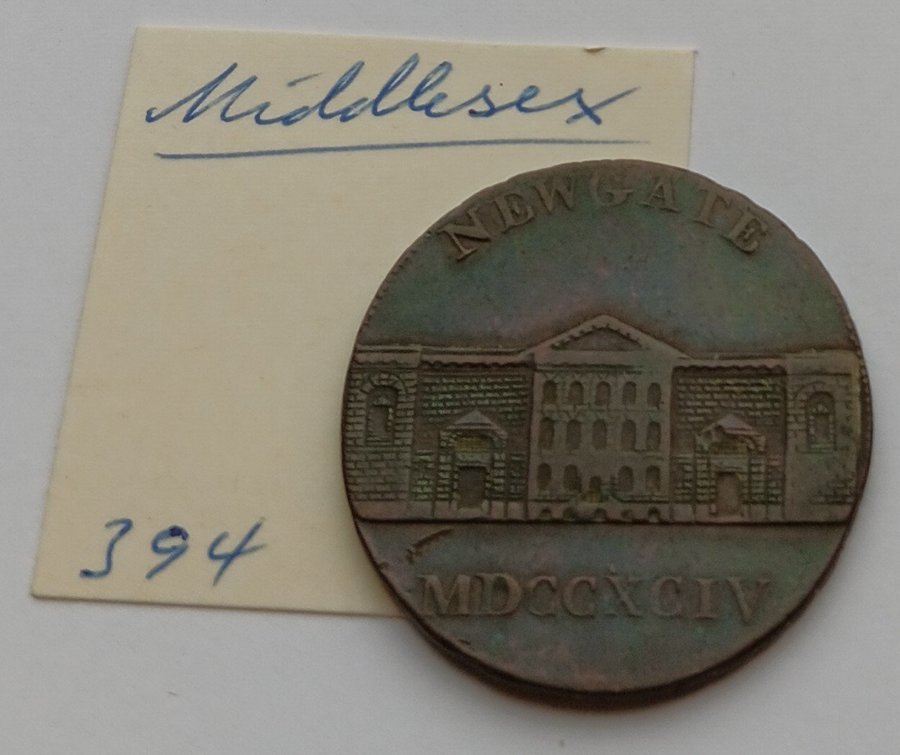 Middlesex
NEWGATE
394
MDCCXCIV